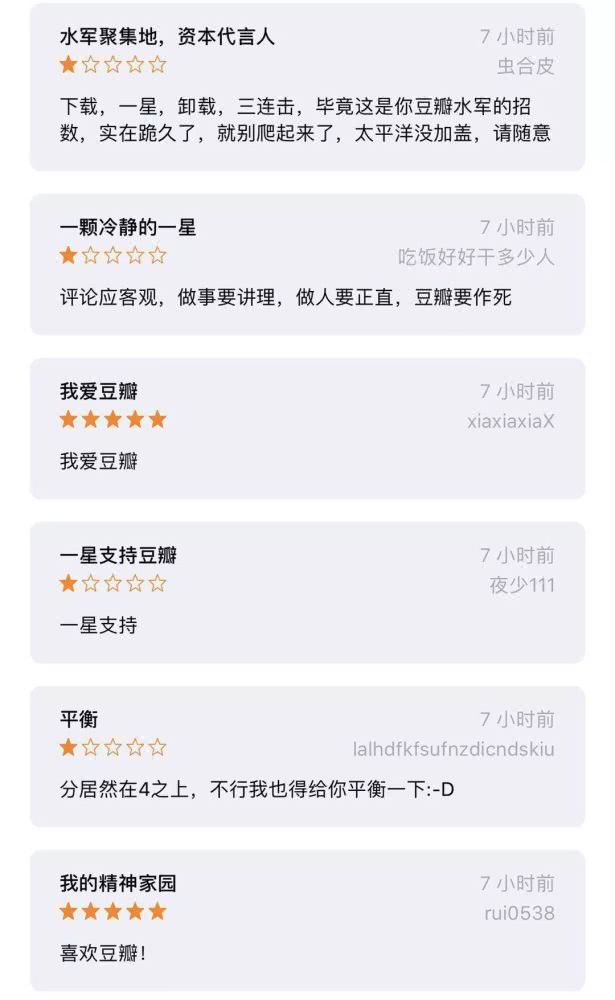 水军聚集地，资本代言人
7 小时前
虫合皮
下载，一星，卸载，三连击，毕竟这是你豆瓣水军的招
数，实在跪久了，就别爬起来了，太平洋没加盖，请随意
一颗冷静的一星
7 小时前
吃饭好好干多少人
评论应客观，做事要讲理，做人要正直，豆瓣要作死
我爱豆瓣
7 小时前
xiaxiaxiaX
我爱豆瓣
一星支持豆瓣
7 小时前
夜少111
一星支持
平衡
7 小时前
lalhdfkfsufnzdicndskiu
分居然在4之上，不行我也得给你平衡一下:-D
我的精神家园
7 小时前
rui0538
喜欢豆瓣！